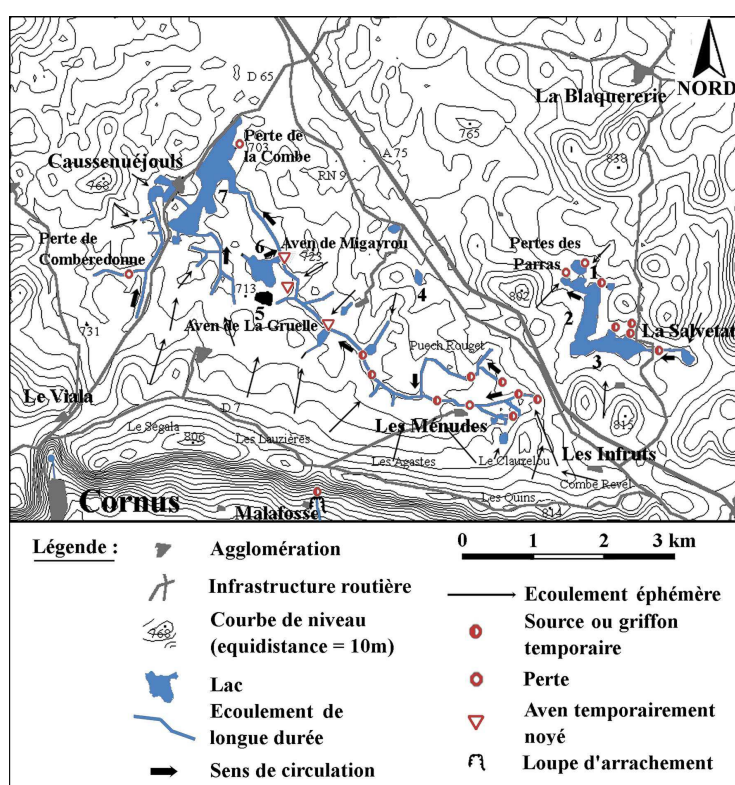 NORD
La Blaquererie
D 65
765
838
Perte de
la Combe
703
A 75
RN 9
Caussenuéjouls
768
7
Perte de
Comberedonne
6
Aven de Migayrou
723
Pertes des
Parras
1
802
2
4
713
5
Aven de La Gruelle
La Salvetat
731
Puech Rouget
3
Le Viala
D 7
Les Menudes
815
Le Ségala
806
Les Lauzières
Les Infruts
Les Agastes
Le Clauzelou
Combe Revel
Cornus
Les Quins
814
Malafosse
Légende :
Agglomération
Infrastructure routière
Courbe de niveau
(equidistance = 10m)
768
Lac
Ecoulement de
longue durée
Sens de circulation
0 1 2 3 km
Ecoulement éphémère
Source ou griffon
temporaire
Perte
Aven temporairement
noyé
Loupe d'arrachement